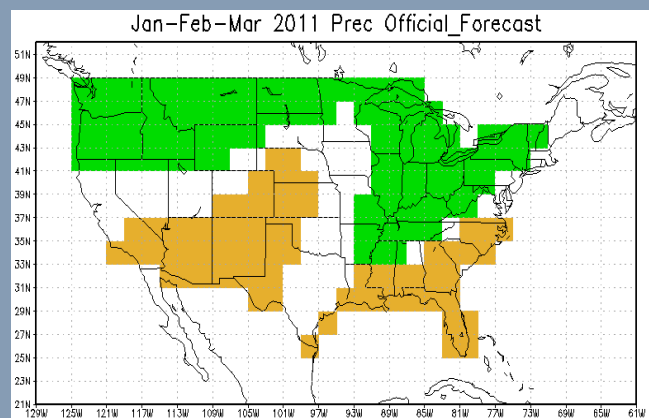 Jan-Feb-Mar 2011 Prec Official_Forecast
51N
49N
47N
45N
43N
41N
39N
37N
35N
33N
31N
29N
27N
25N
23N
21N
129W 125W 121W 117W 113W 109W 105W 101W 97W 93W 89W 85W 81W 77W 73W 69W 65W 61W